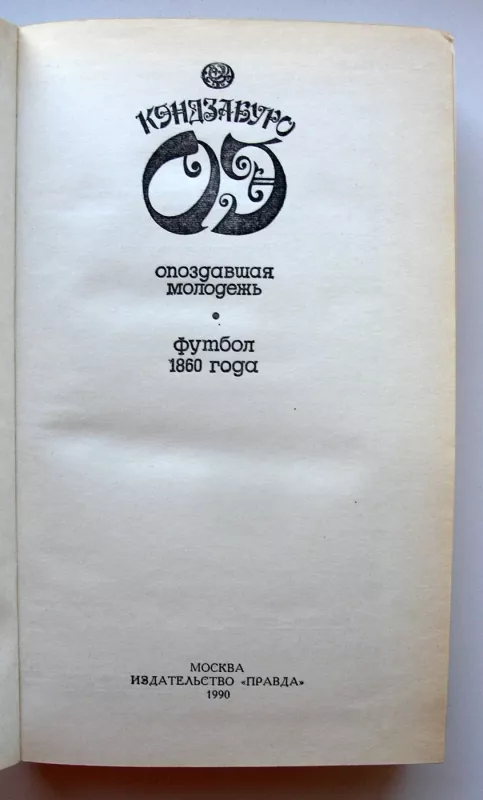 КЭНДЗАБУРО
ОЭ
опоздавшая
молодежь
•
футбол
1860 года
МОСКВА
ИЗДАТЕЛЬСТВО «ПРАВДА»
1990